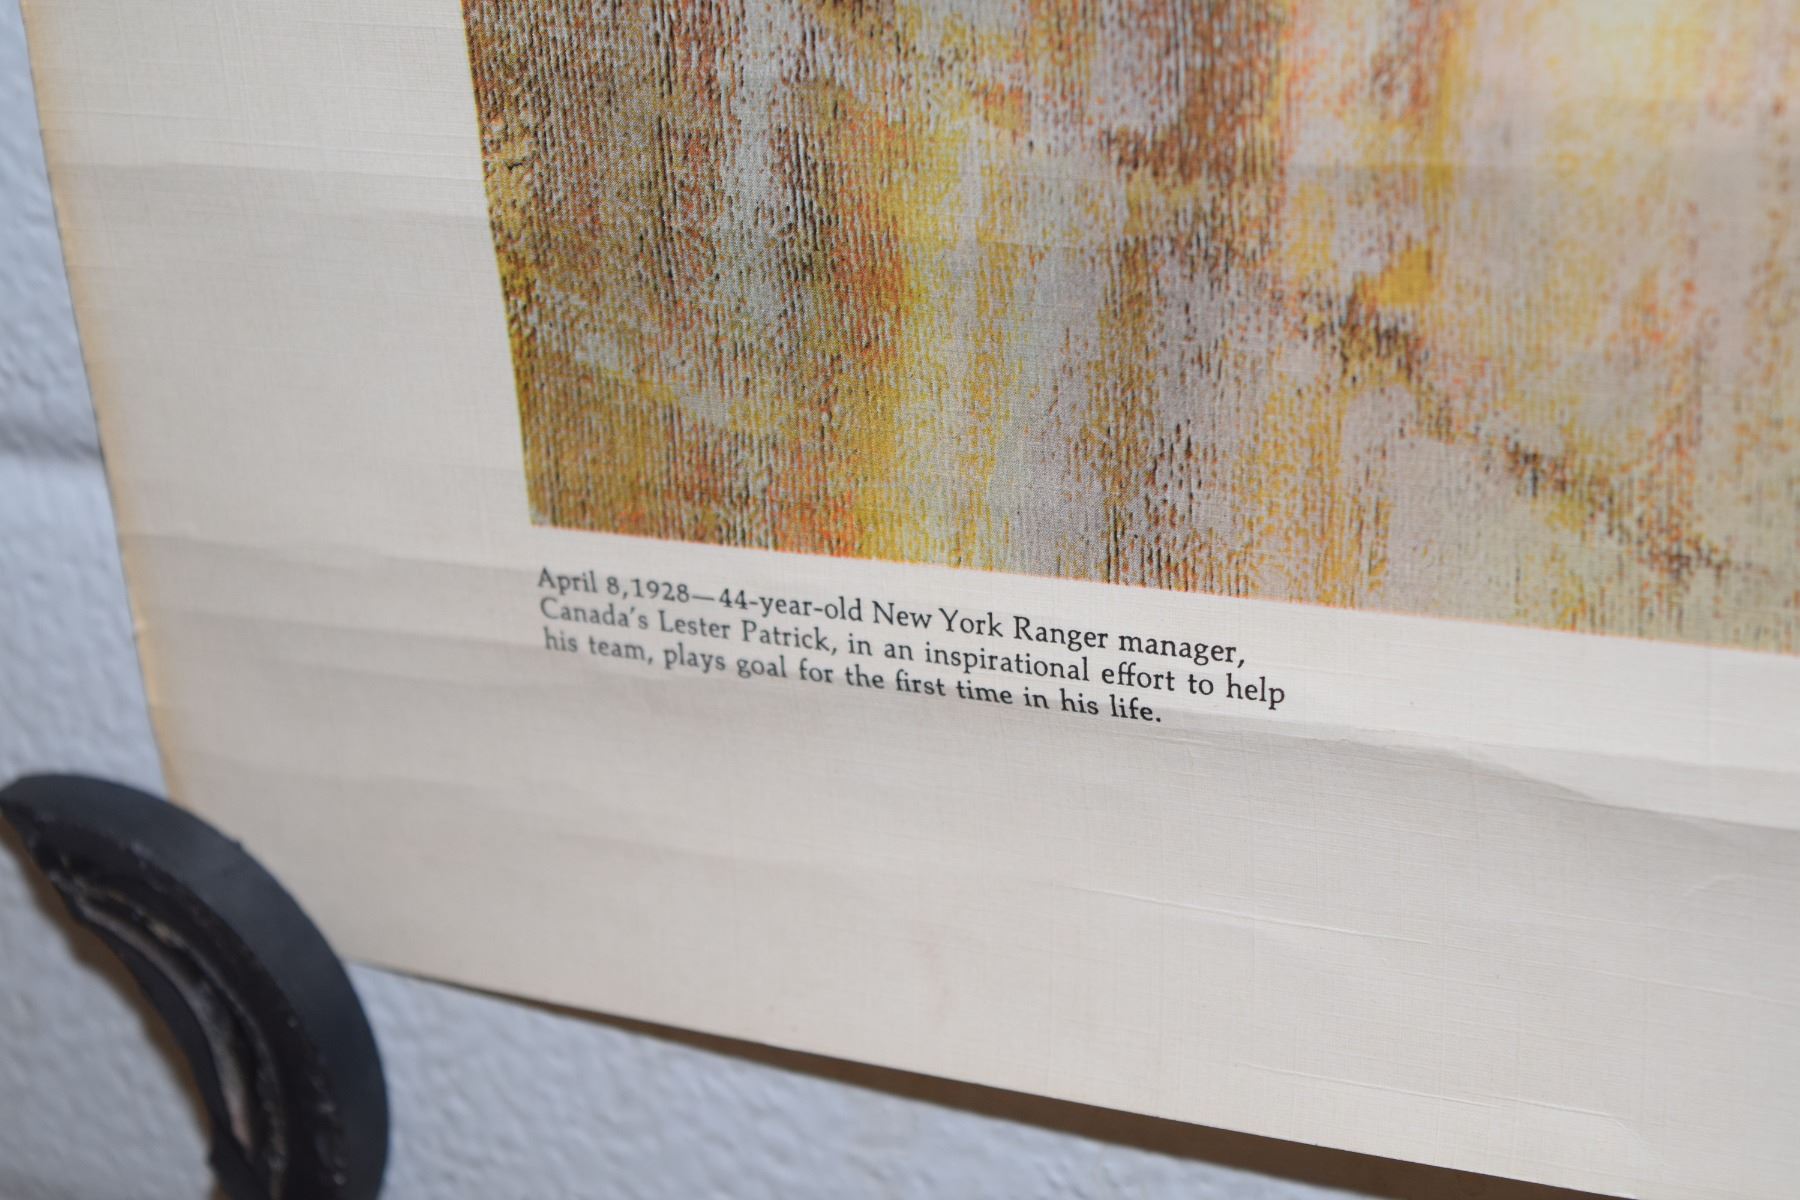 April 8,1928—44-year-old New York Ranger manager,
Canada's Lester Patrick, in an inspirational effort to help
his team, plays goal for the first time in his life.